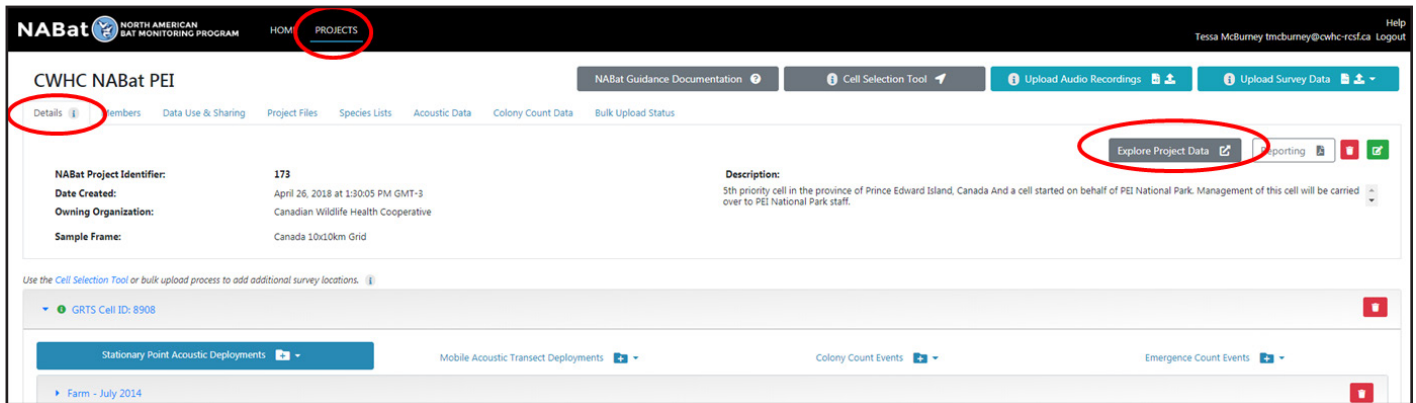 NABat NORTH AMERICAN BAT MONITORING PROGRAM HOME PROJECTS Help
Tessa McBurney tmcburney@cwhc-rcsf.ca Logout
CWHC NABat PEI
NABat Guidance Documentation ?
i Cell Selection Tool
i Upload Audio Recordings
i Upload Survey Data
Details i Members Data Use & Sharing Project Files Species Lists Acoustic Data Colony Count Data Bulk Upload Status
Explore Project Data Reporting
NABat Project Identifier: 173
Date Created: April 26, 2018 at 1:30:05 PM GMT-3
Owning Organization: Canadian Wildlife Health Cooperative
Sample Frame: Canada 10x10km Grid
Description:
5th priority cell in the province of Prince Edward Island, Canada And a cell started on behalf of PEI National Park. Management of this cell will be carried
over to PEI National Park staff.
Use the Cell Selection Tool or bulk upload process to add additional survey locations. i
GRTS Cell ID: 8908
Stationary Point Acoustic Deployments Mobile Acoustic Transect Deployments Colony Count Events Emergence Count Events
Farm - July 2014